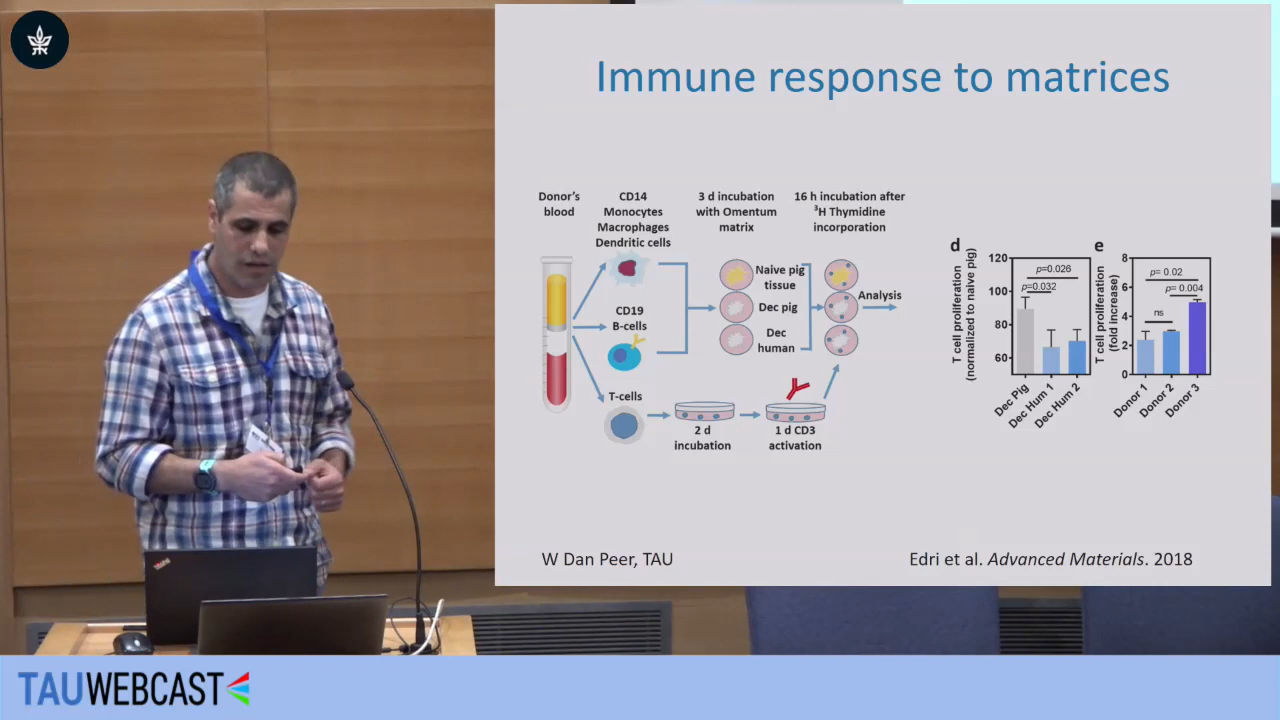 Immune response to matrices
Donor's
blood
CD14
Monocytes
Macrophages
Dendritic cells
3 d incubation
with Omentum
matrix
16 h incubation after
³H Thymidine
incorporation
CD19
B-cells
T-cells
Naive pig
tissue
Dec pig
Dec
human
Analysis
2 d
incubation
1 d CD3
activation
d
T cell proliferation
(normalized to naive pig)
120
100
80
60
p=0.026
p=0.032
Dec Pig
Dec Hum 1
Dec Hum 2
e
T cell proliferation
(fold increase)
8
6
4
2
0
p= 0.02
p= 0.004
ns
Donor 1
Donor 2
Donor 3
W Dan Peer, TAU
Edri et al. Advanced Materials. 2018
TAUWEBCAST